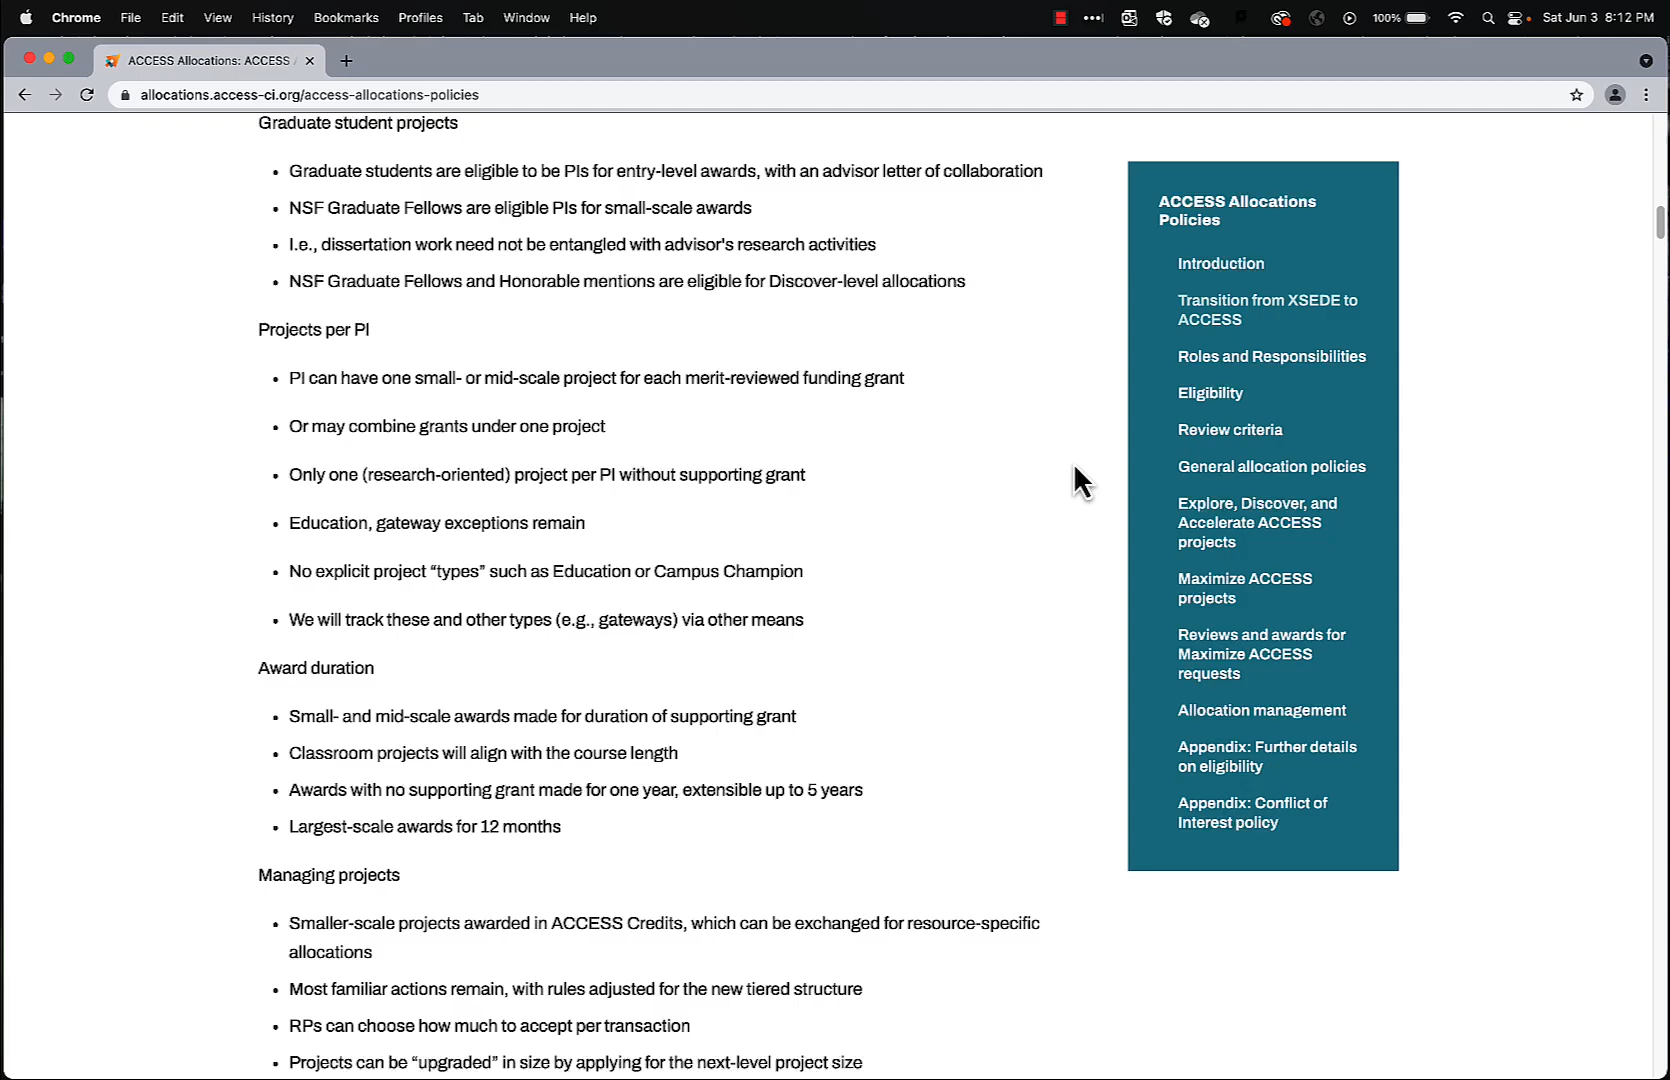 Chrome File Edit View History Bookmarks Profiles Tab Window Help 100% Sat Jun 3 8:12 PM
ACCESS Allocations: ACCESS
allocations.access-ci.org/access-allocations-policies
Graduate student projects
• Graduate students are eligible to be PIs for entry-level awards, with an advisor letter of collaboration
• NSF Graduate Fellows are eligible PIs for small-scale awards
• I.e., dissertation work need not be entangled with advisor's research activities
• NSF Graduate Fellows and Honorable mentions are eligible for Discover-level allocations
Projects per PI
• PI can have one small- or mid-scale project for each merit-reviewed funding grant
• Or may combine grants under one project
• Only one (research-oriented) project per PI without supporting grant
• Education, gateway exceptions remain
• No explicit project “types” such as Education or Campus Champion
• We will track these and other types (e.g., gateways) via other means
Award duration
• Small- and mid-scale awards made for duration of supporting grant
• Classroom projects will align with the course length
• Awards with no supporting grant made for one year, extensible up to 5 years
• Largest-scale awards for 12 months
Managing projects
• Smaller-scale projects awarded in ACCESS Credits, which can be exchanged for resource-specific
allocations
• Most familiar actions remain, with rules adjusted for the new tiered structure
• RPs can choose how much to accept per transaction
• Projects can be “upgraded” in size by applying for the next-level project size
ACCESS Allocations
Policies
Introduction
Transition from XSEDE to
ACCESS
Roles and Responsibilities
Eligibility
Review criteria
General allocation policies
Explore, Discover, and
Accelerate ACCESS
projects
Maximize ACCESS
projects
Reviews and awards for
Maximize ACCESS
requests
Allocation management
Appendix: Further details
on eligibility
Appendix: Conflict of
Interest policy